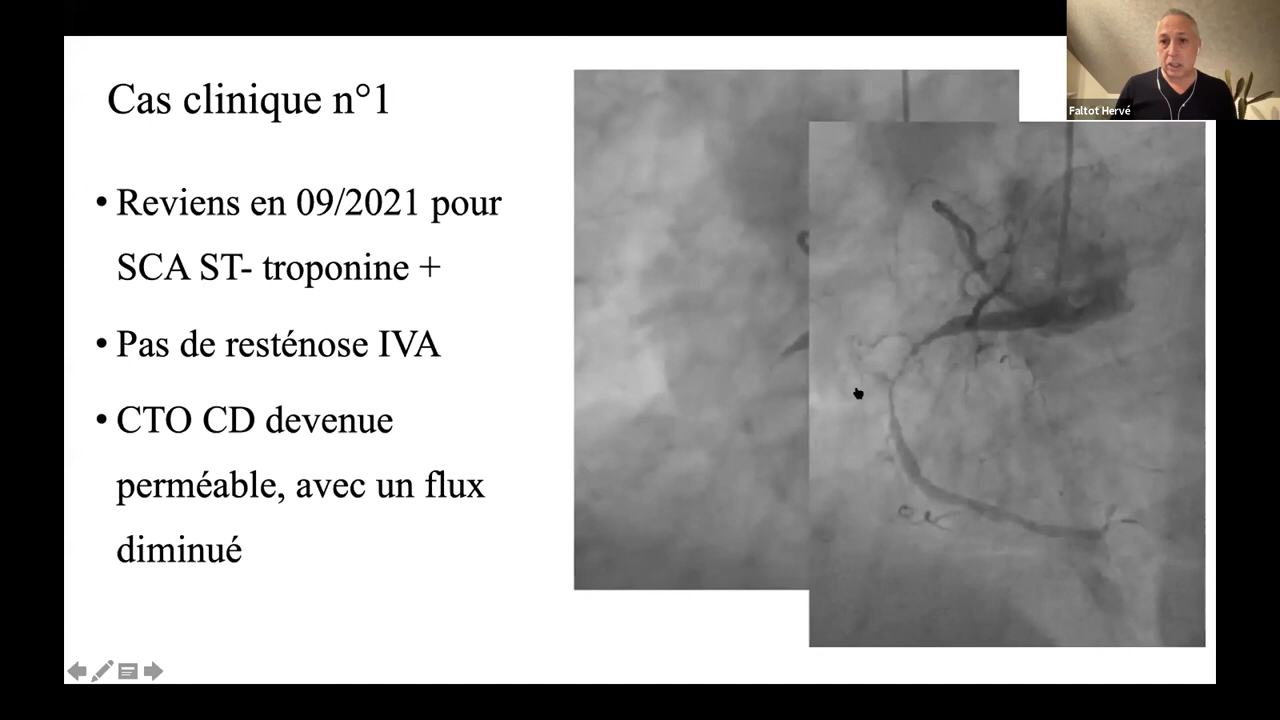 Cas clinique n°1
• Reviens en 09/2021 pour
SCA ST- troponine +
• Pas de resténose IVA
• CTO CD devenue
perméable, avec un flux
diminué
Faltot Hervé